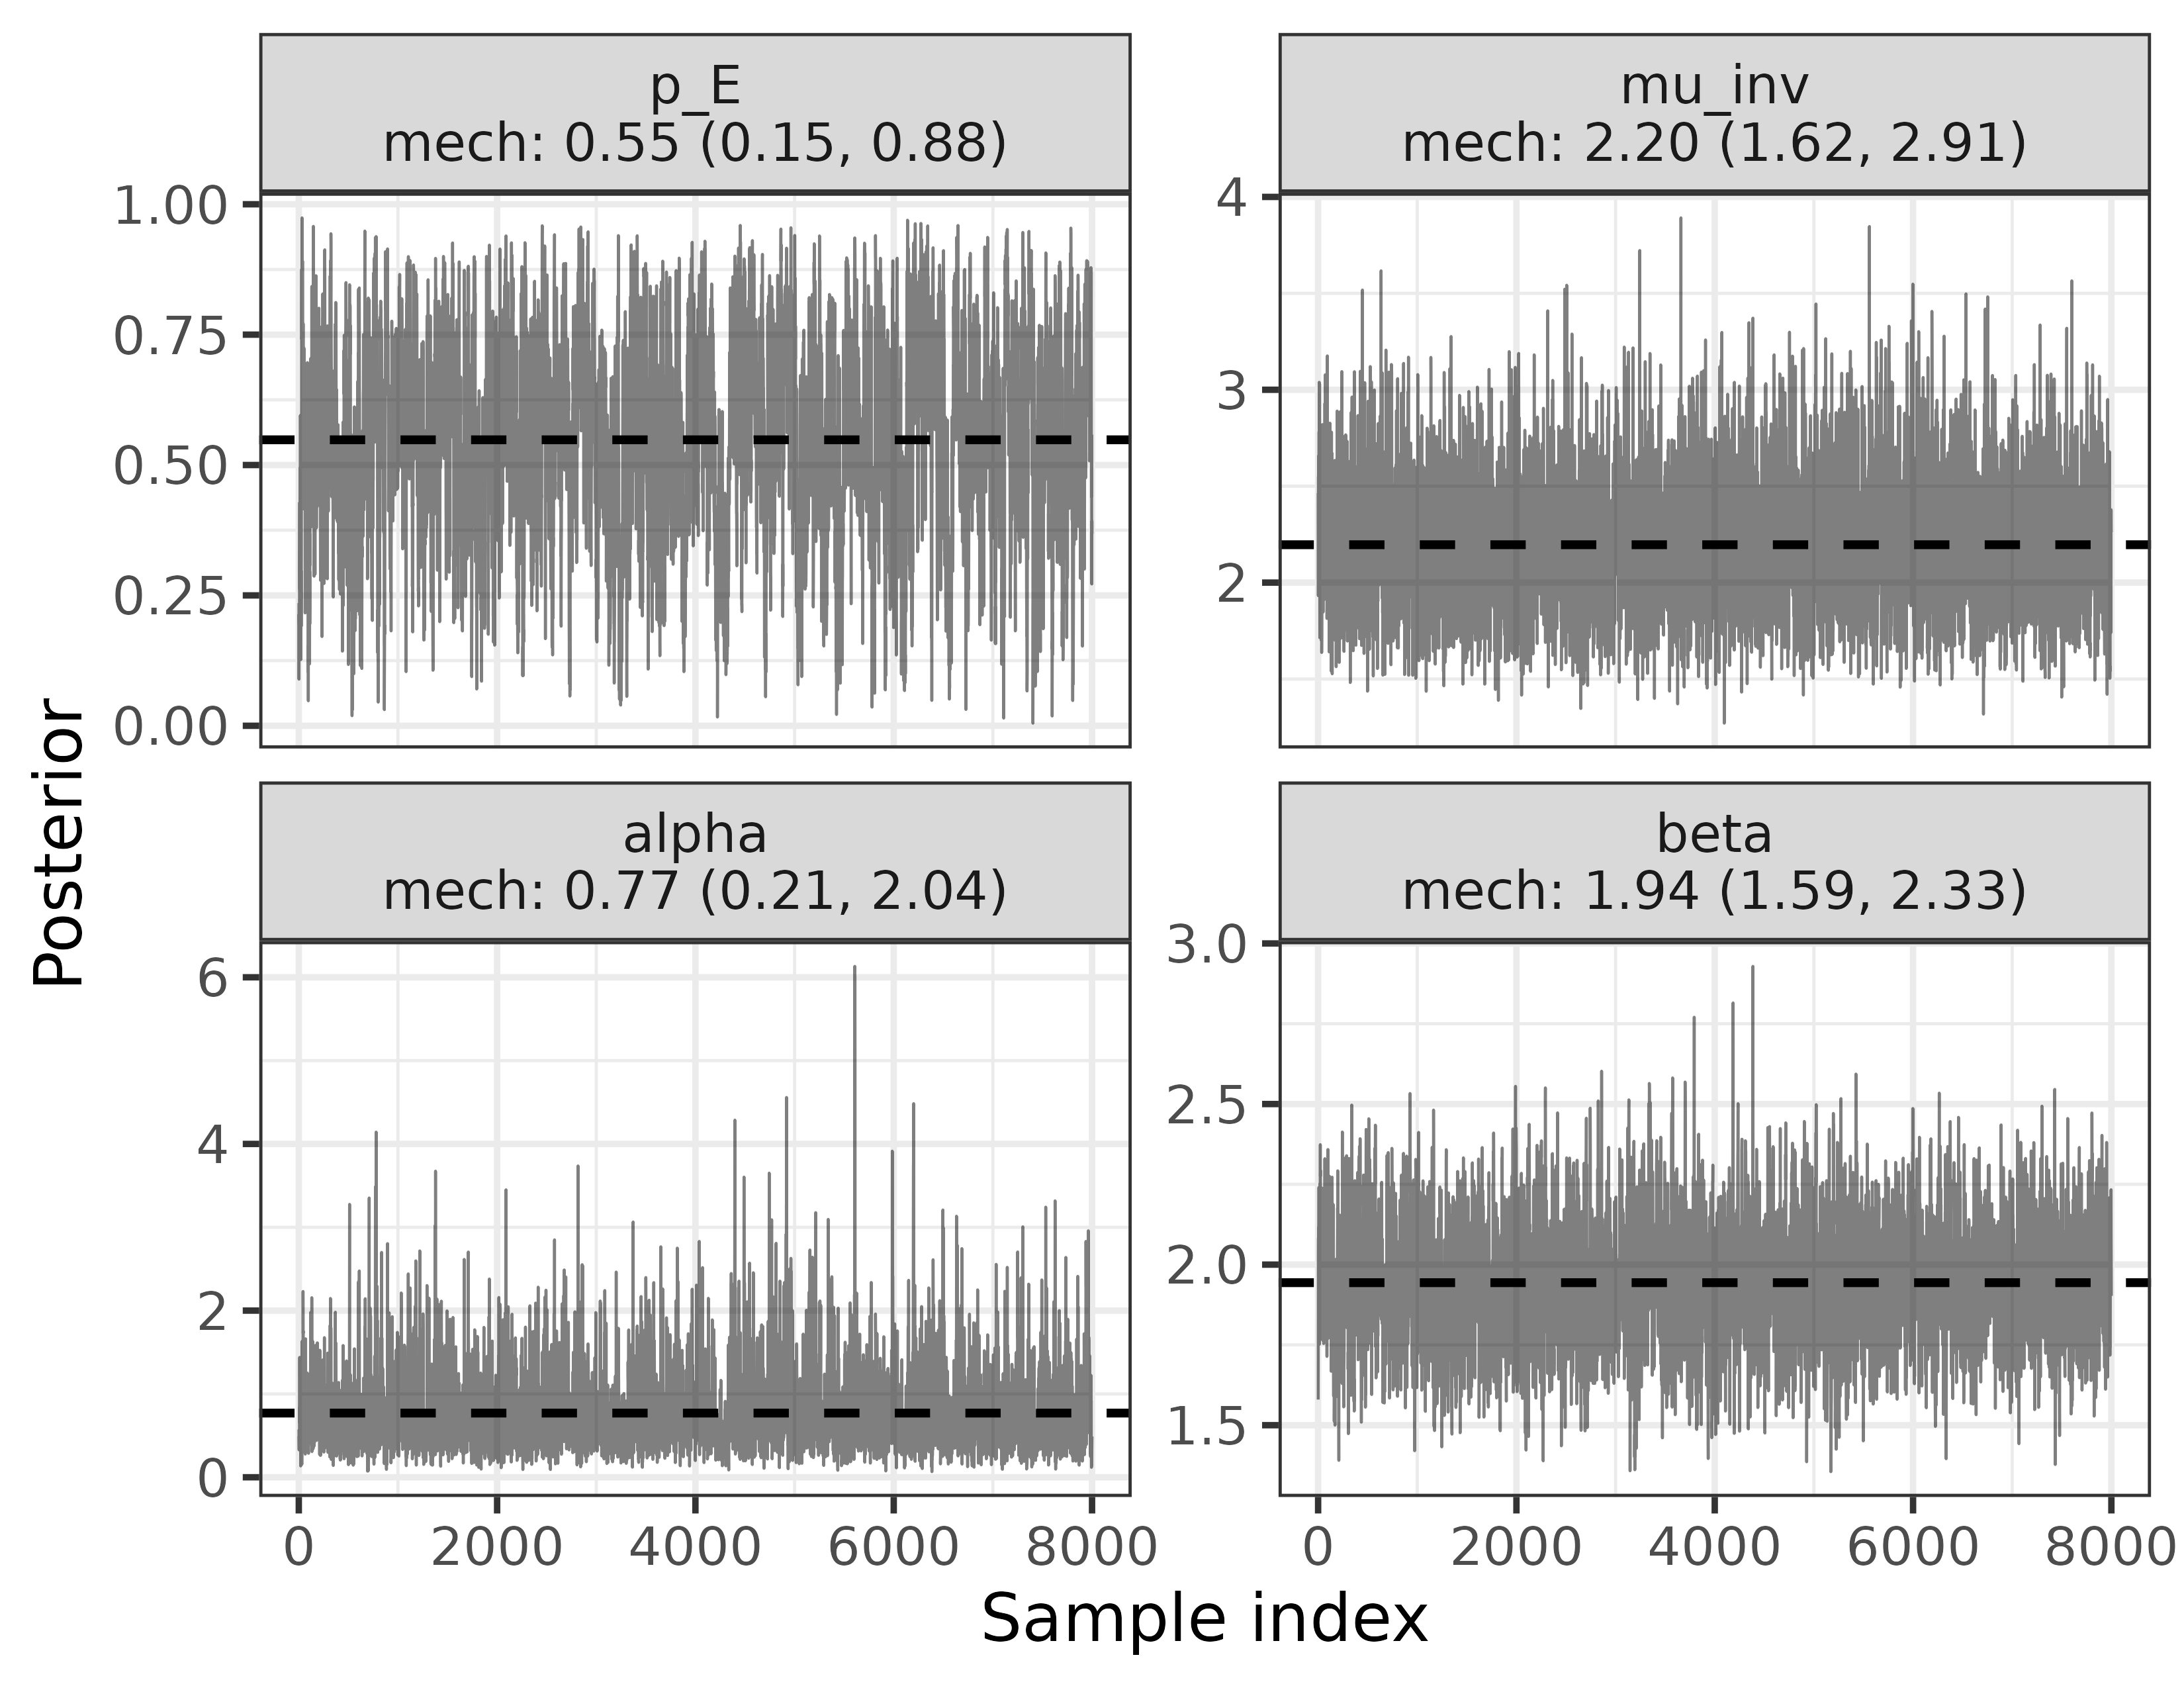 p_E
mech: 0.55 (0.15, 0.88)
mu_inv
mech: 2.20 (1.62, 2.91)
1.00
0.75
0.50
0.25
0.00
4
3
2
Posterior
alpha
mech: 0.77 (0.21, 2.04)
beta
mech: 1.94 (1.59, 2.33)
6
4
2
0
3.0
2.5
2.0
1.5
0 2000 4000 6000 8000
0 2000 4000 6000 8000
Sample index